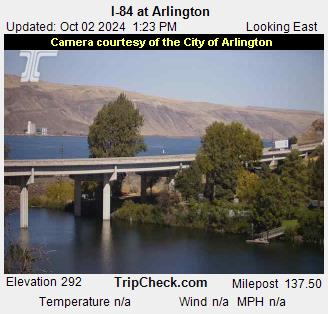 I-84 at Arlington
Updated: Oct 02 2024 1:23 PM Looking East
Camera courtesy of the City of Arlington
Elevation 292 TripCheck.com Milepost 137.50
Temperature n/a Wind n/a MPH n/a